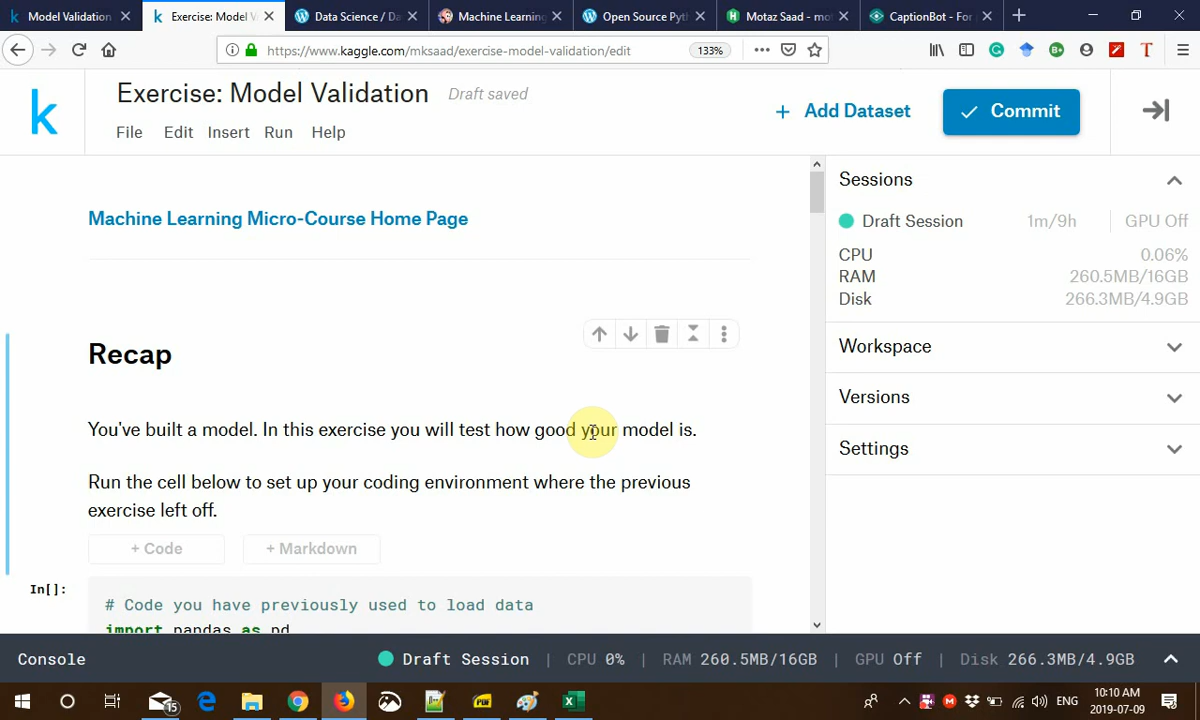 Model Validation
Exercise: Model V
Data Science / Da
Machine Learning
Open Source Pyt
Motaz Saad - mo
CaptionBot - For
https://www.kaggle.com/mksaad/exercise-model-validation/edit
133%
k
Exercise: Model Validation
Draft saved
File Edit Insert Run Help
+ Add Dataset
Commit
Machine Learning Micro-Course Home Page
Recap
You've built a model. In this exercise you will test how good your model is.
Run the cell below to set up your coding environment where the previous
exercise left off.
+ Code
+ Markdown
In[]:
# Code you have previously used to load data
import pandas as pd
Sessions
Draft Session 1m/9h GPU Off
CPU 0.06%
RAM 260.5MB/16GB
Disk 266.3MB/4.9GB
Workspace
Versions
Settings
Console
Draft Session | CPU 0% | RAM 260.5MB/16GB | GPU Off | Disk 266.3MB/4.9GB
15
PDF
ENG
10:10 AM
2019-07-09